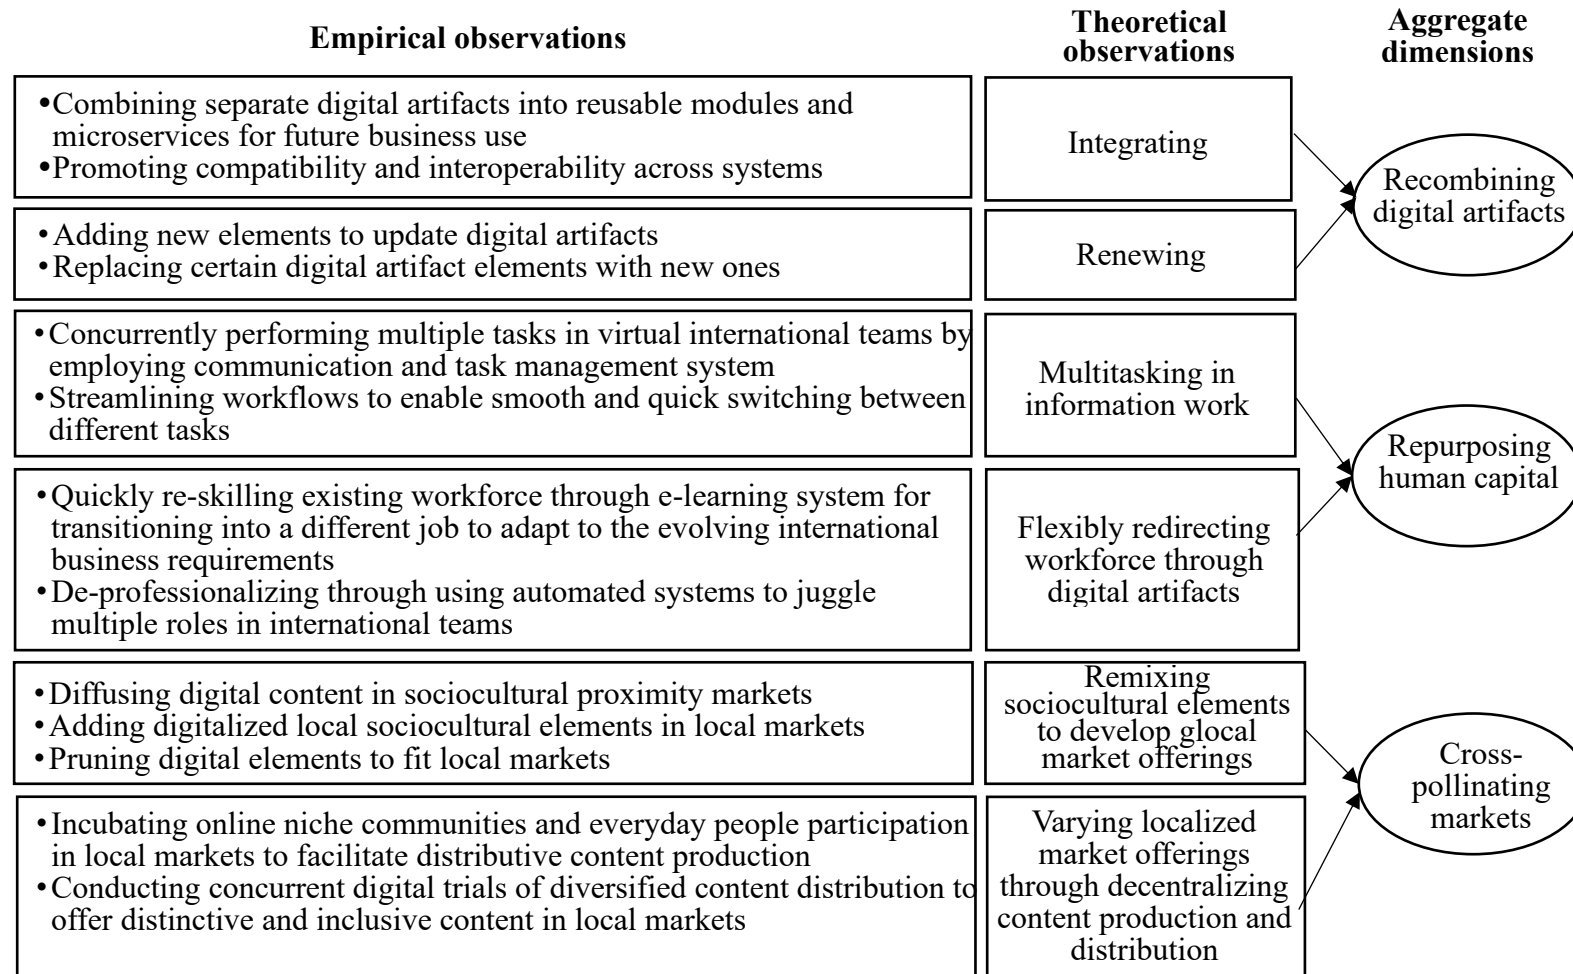 Empirical observations
Theoretical
observations
Aggregate
dimensions
•Combining separate digital artifacts into reusable modules and
microservices for future business use
•Promoting compatibility and interoperability across systems
Integrating
•Adding new elements to update digital artifacts
•Replacing certain digital artifact elements with new ones
Renewing
Recombining
digital artifacts
•Concurrently performing multiple tasks in virtual international teams by
employing communication and task management system
•Streamlining workflows to enable smooth and quick switching between
different tasks
Multitasking in
information work
•Quickly re-skilling existing workforce through e-learning system for
transitioning into a different job to adapt to the evolving international
business requirements
•De-professionalizing through using automated systems to juggle
multiple roles in international teams
Flexibly redirecting
workforce through
digital artifacts
Repurposing
human capital
•Diffusing digital content in sociocultural proximity markets
•Adding digitalized local sociocultural elements in local markets
•Pruning digital elements to fit local markets
Remixing
sociocultural elements
to develop glocal
market offerings
•Incubating online niche communities and everyday people participation
in local markets to facilitate distributive content production
•Conducting concurrent digital trials of diversified content distribution to
offer distinctive and inclusive content in local markets
Varying localized
market offerings
through decentralizing
content production and
distribution
Cross-
pollinating
markets